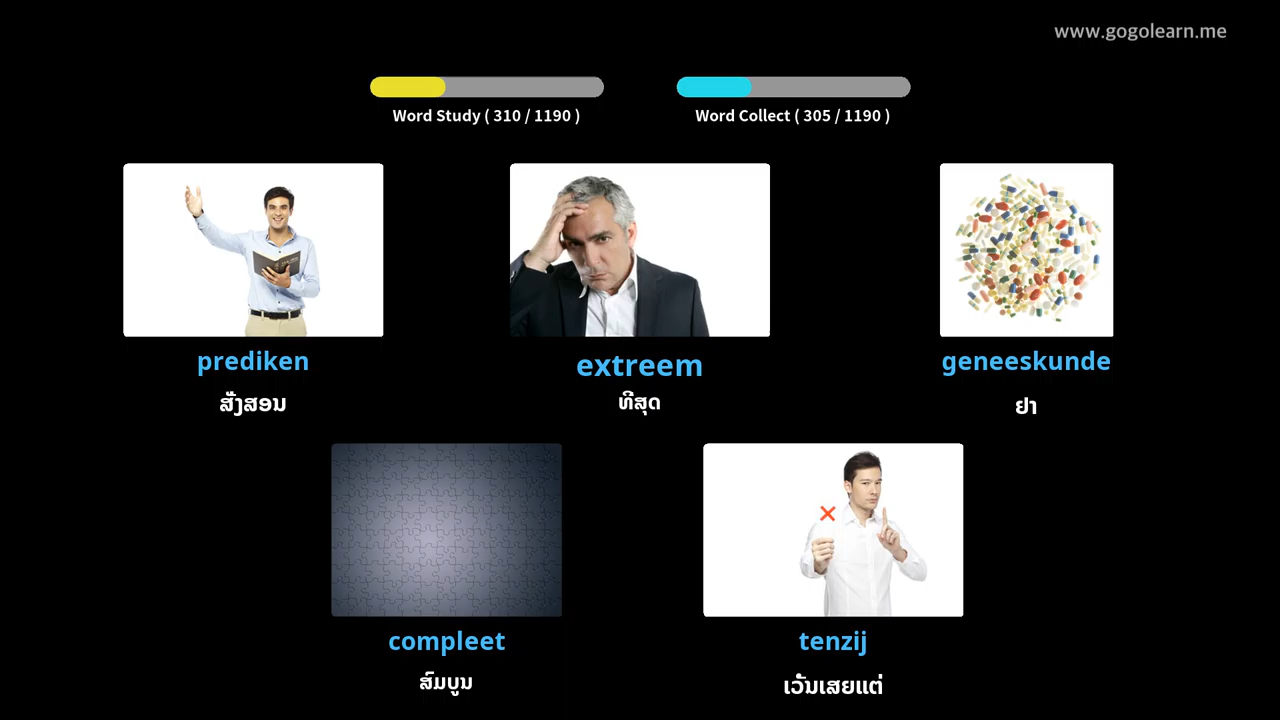 www.gogolearn.me
Word Study ( 310 / 1190 )
Word Collect ( 305 / 1190 )
prediken
ສັ່ງສອນ
extreem
ທີ່ສຸດ
geneeskunde
ຢາ
compleet
ສົມບູນ
tenzij
ເວັ້ນເສຍແຕ່